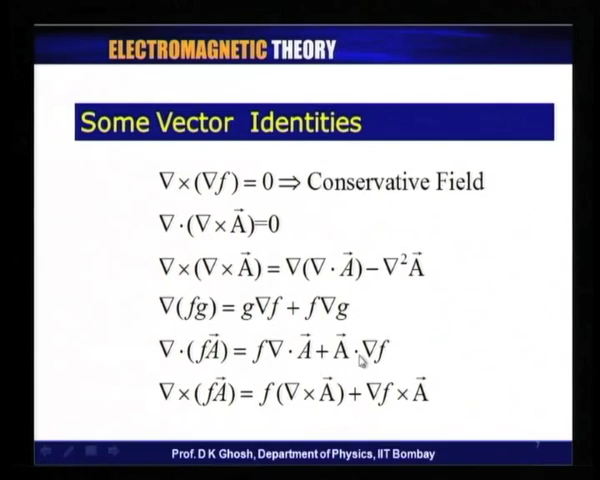 ELECTROMAGNETIC THEORY
Some Vector Identities
∇×(∇f)=0⇒ Conservative Field
∇·(∇×A⃗)=0
∇×(∇×A⃗)=∇(∇·A⃗)−∇²A⃗
∇(fg)=g∇f+f∇g
∇·(fA⃗)=f∇·A⃗+A⃗·∇f
∇×(fA⃗)=f(∇×A⃗)+∇f×A⃗
7
Prof. D K Ghosh, Department of Physics, IIT Bombay